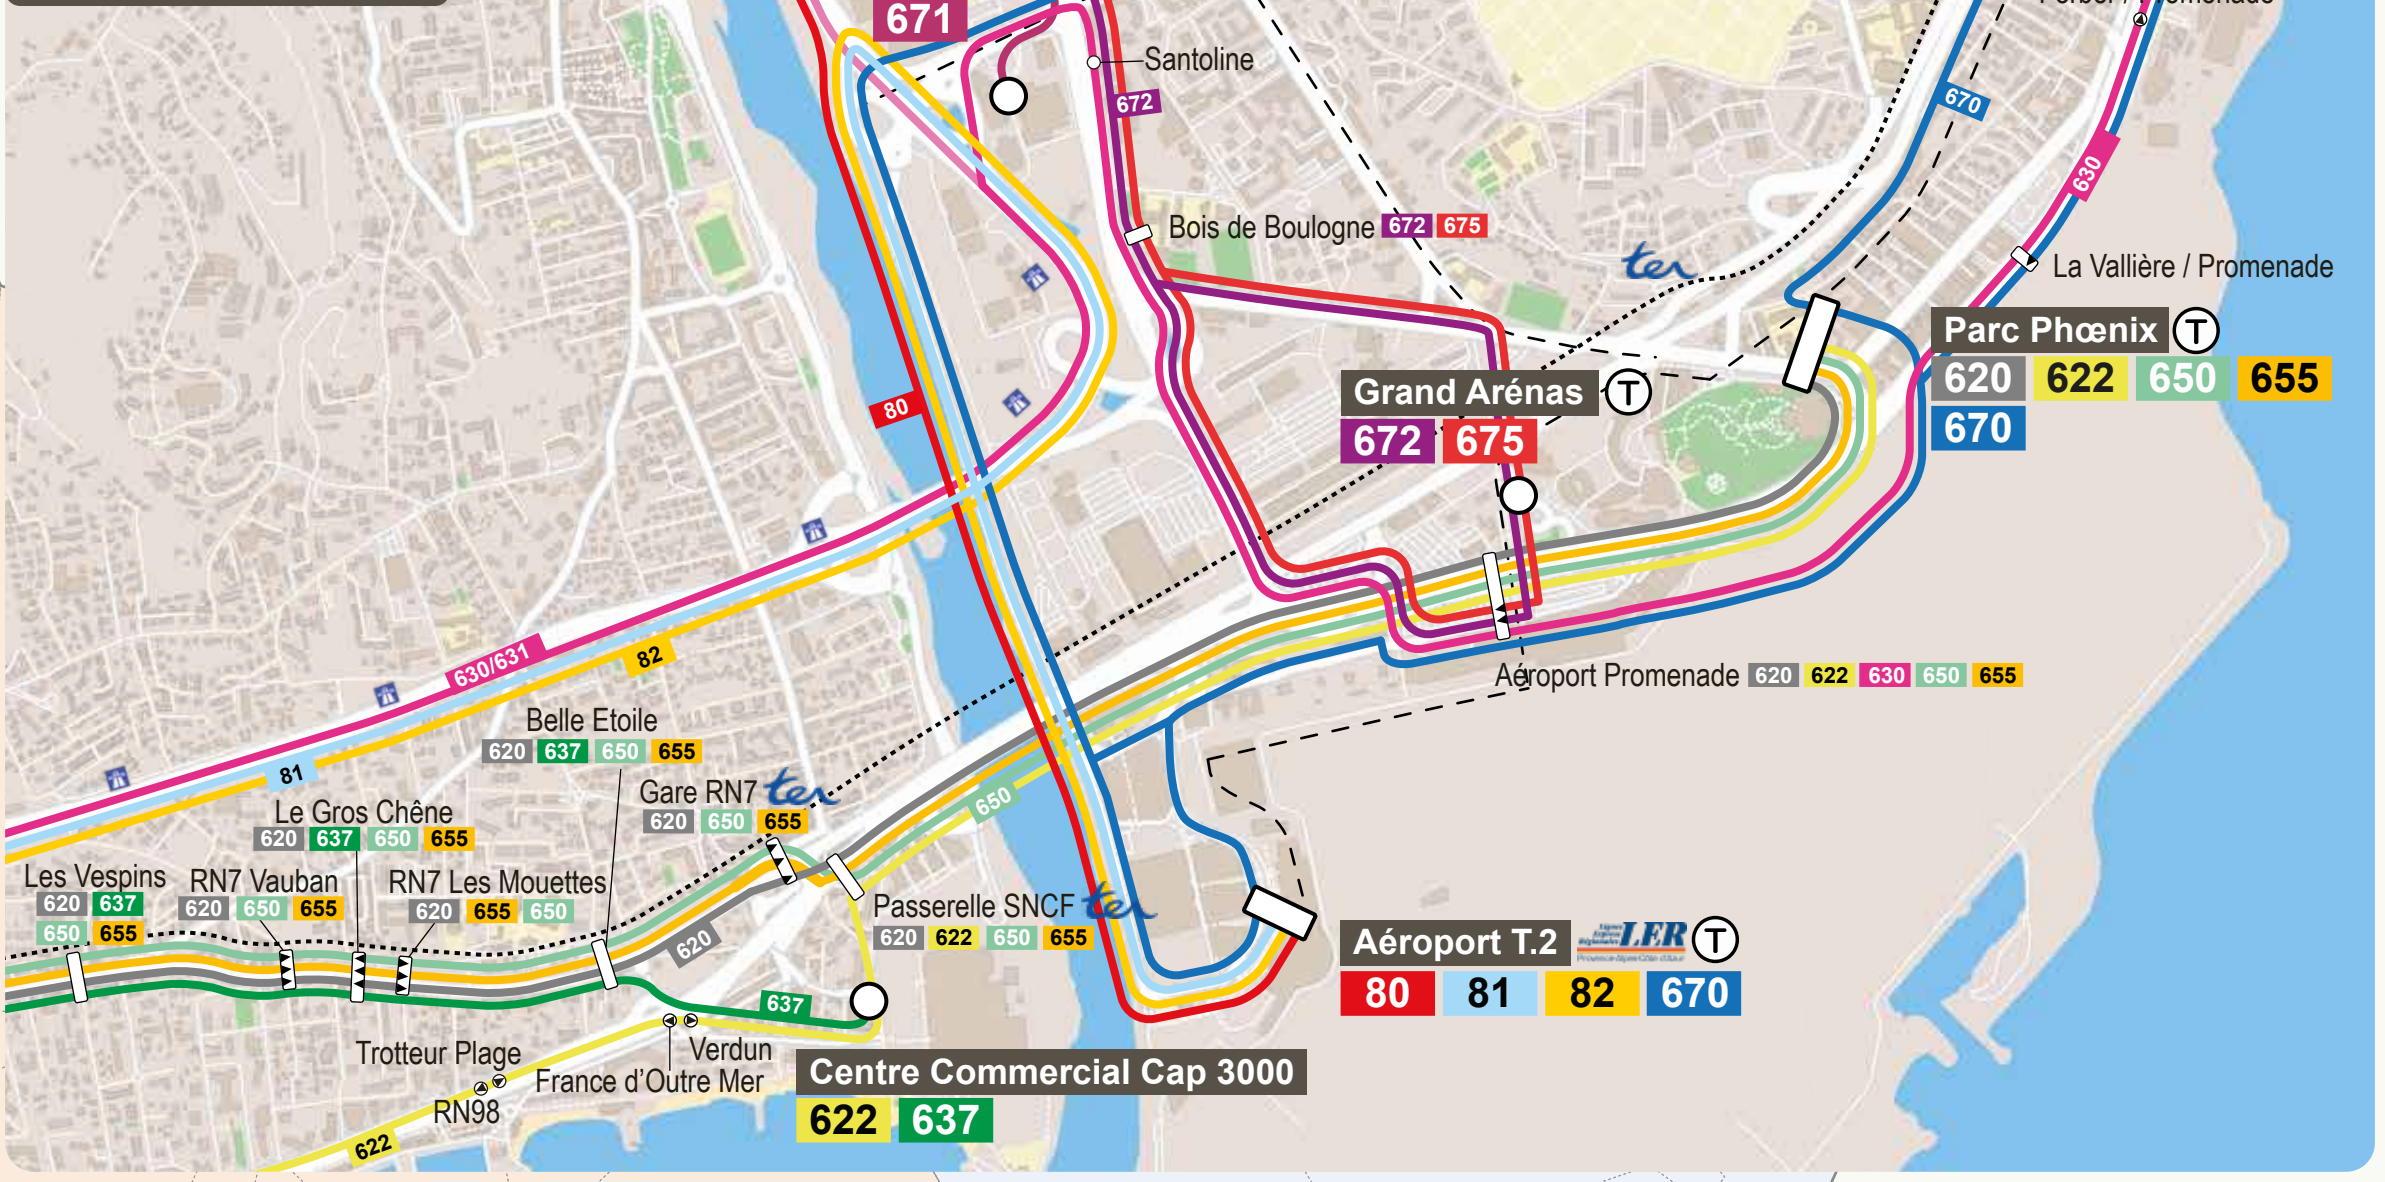 671
Santoline
672
670
630
Bois de Boulogne 672 675
ter
La Vallière / Promenade
Parc Phœnix T
620 622 650 655
670
Grand Arénas T
672 675
80
630/631
82
81
Aéroport Promenade 620 622 630 650 655
Belle Etoile
620 637 650 655
Gare RN7 ter
620 650 655
650
Le Gros Chêne
620 637 650 655
Les Vespins
620 637
650 655
RN7 Vauban
620 650 655
RN7 Les Mouettes
620 655 650
620
Passerelle SNCF ter
620 622 650 655
Aéroport T.2 LER T
80 81 82 670
637
Trotteur Plage
Verdun
France d'Outre Mer
RN98
622
Centre Commercial Cap 3000
622 637